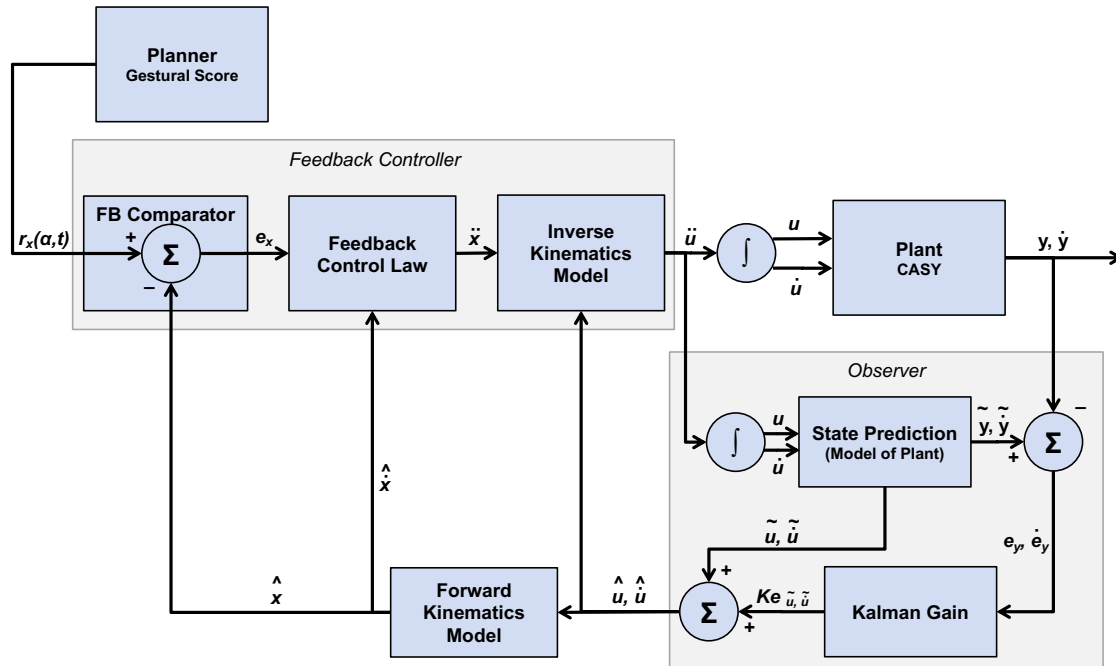 Planner
Gestural Score
Feedback Controller
FB Comparator
r_x(α,t)
+
Σ
−
e_x
Feedback
Control Law
ẍ
Inverse
Kinematics
Model
ü
∫
u
u̇
Plant
CASY
y, ẏ
Observer
∫
u
u̇
State Prediction
(Model of Plant)
ỹ, ẏ̃
−
+
Σ
ẋ̂
ũ, u̇̃
e_y, ė_y
x̂
Forward
Kinematics
Model
û, u̇̂
+
Σ
+
Ke ũ, u̇̃
Kalman Gain